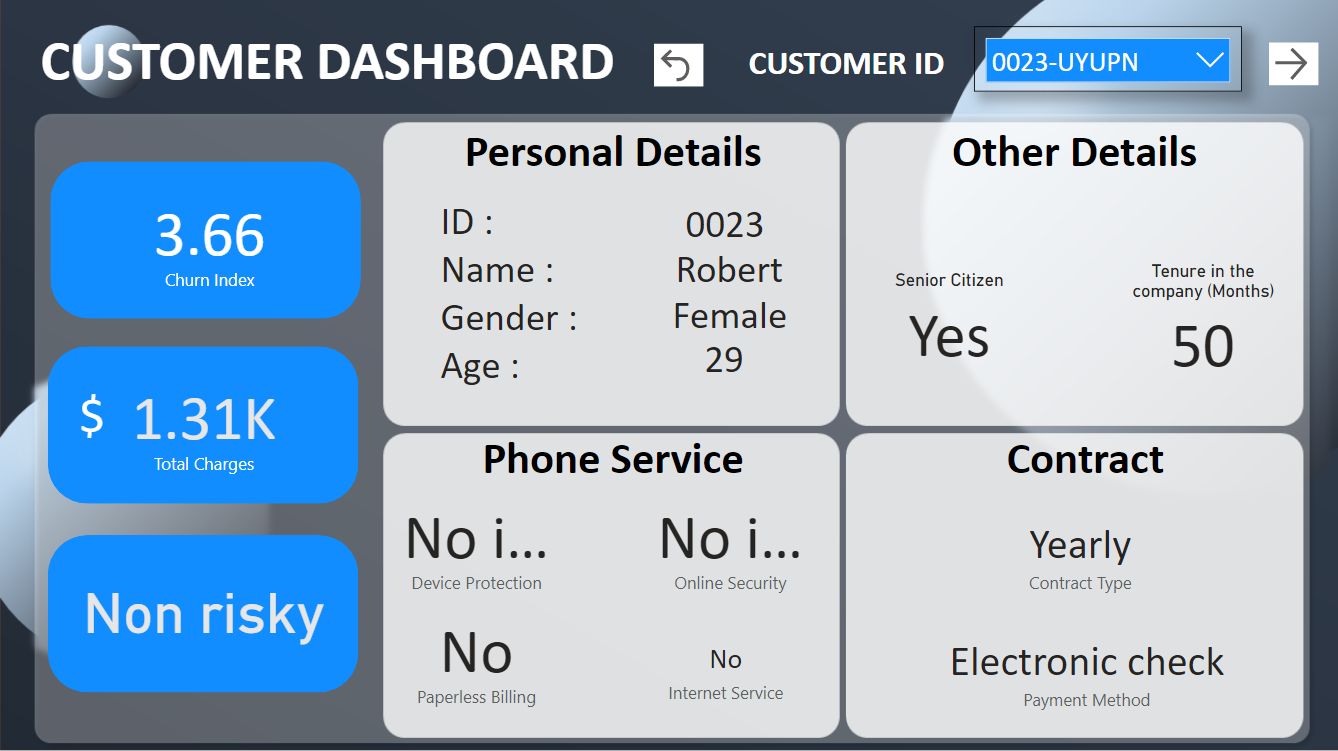 CUSTOMER DASHBOARD
CUSTOMER ID
0023-UYUPN
3.66
Churn Index
$ 1.31K
Total Charges
Non risky
Personal Details
ID : 0023
Name : Robert
Gender : Female
Age : 29
Other Details
Senior Citizen
Yes
Tenure in the
company (Months)
50
Phone Service
No i...
Device Protection
No i...
Online Security
No
Paperless Billing
No
Internet Service
Contract
Yearly
Contract Type
Electronic check
Payment Method